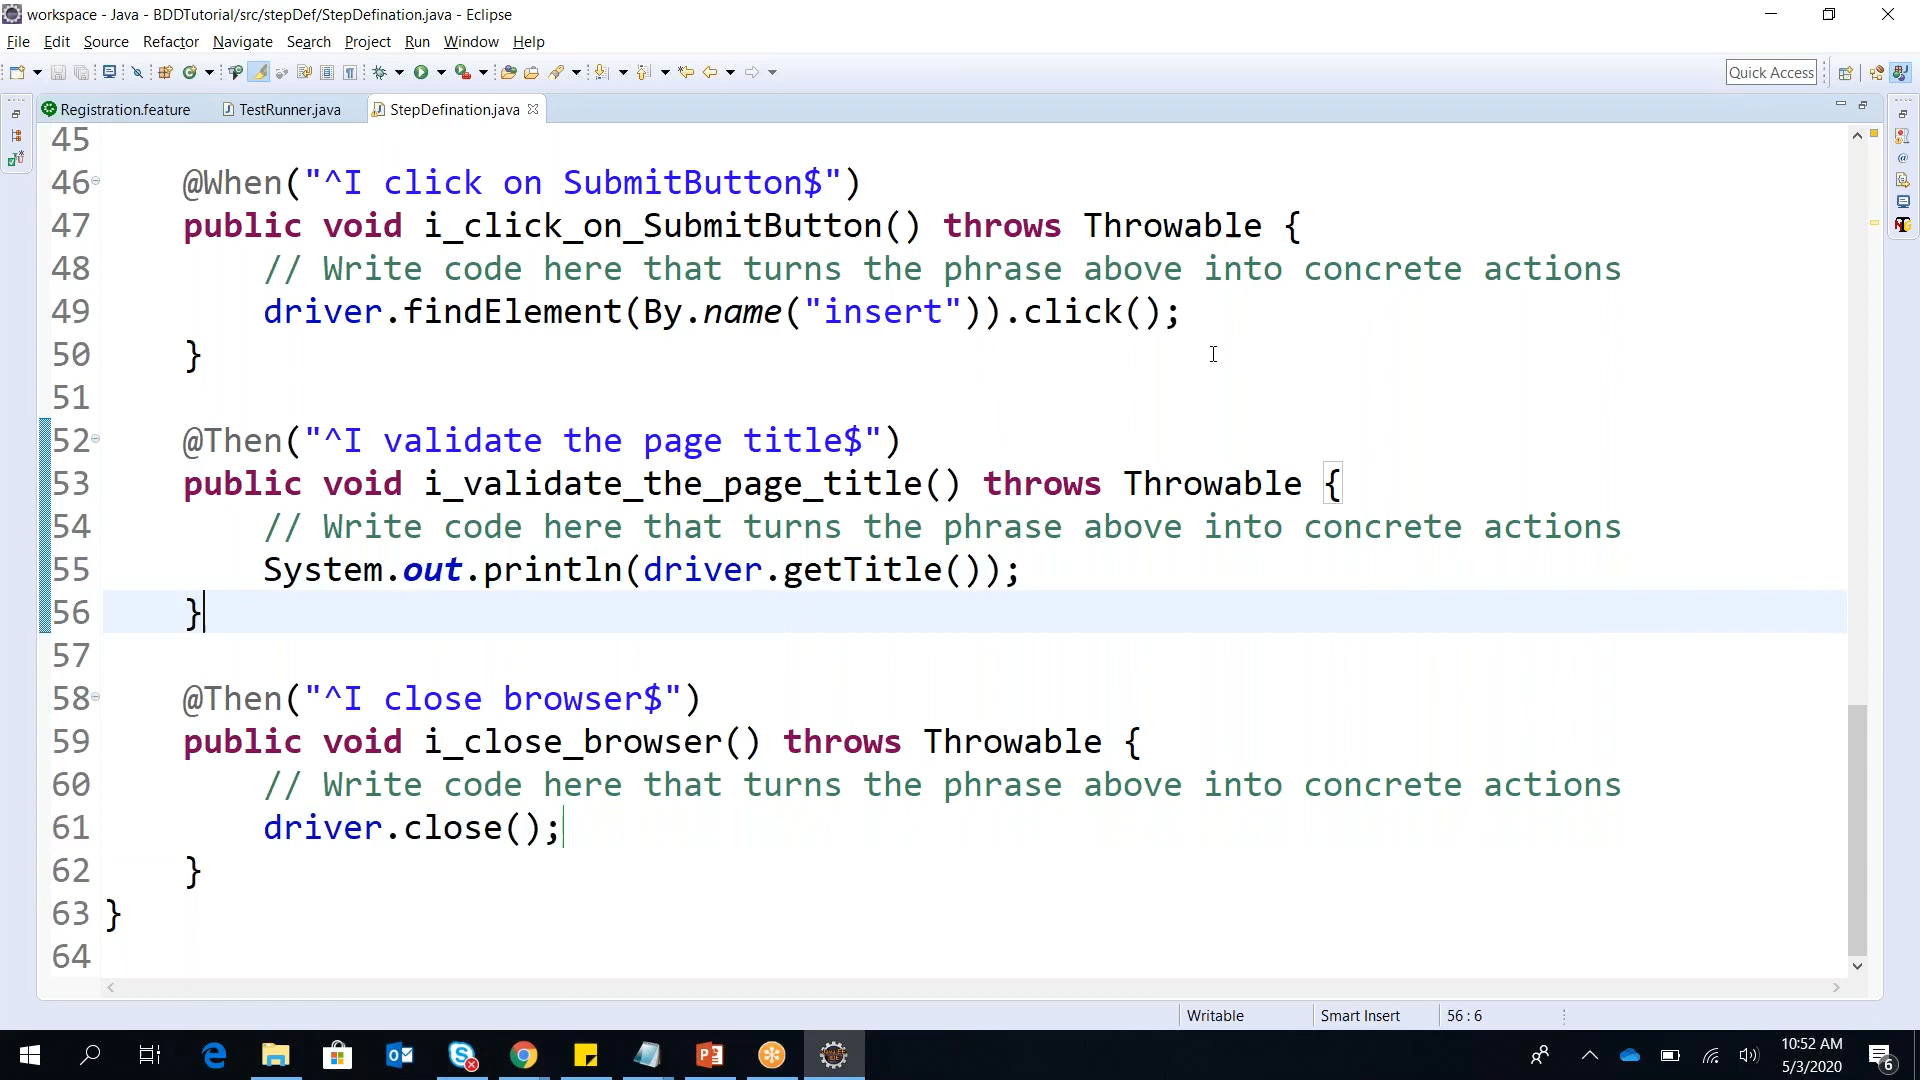 workspace - Java - BDDTutorial/src/stepDef/StepDefination.java - Eclipse
File Edit Source Refactor Navigate Search Project Run Window Help
Quick Access
Registration.feature TestRunner.java StepDefination.java
45
46 @When("^I click on SubmitButton$")
47 public void i_click_on_SubmitButton() throws Throwable {
48 // Write code here that turns the phrase above into concrete actions
49 driver.findElement(By.name("insert")).click();
50 }
51
52 @Then("^I validate the page title$")
53 public void i_validate_the_page_title() throws Throwable {
54 // Write code here that turns the phrase above into concrete actions
55 System.out.println(driver.getTitle());
56 }
57
58 @Then("^I close browser$")
59 public void i_close_browser() throws Throwable {
60 // Write code here that turns the phrase above into concrete actions
61 driver.close();
62 }
63 }
64
Writable Smart Insert 56 : 6
10:52 AM
5/3/2020
6